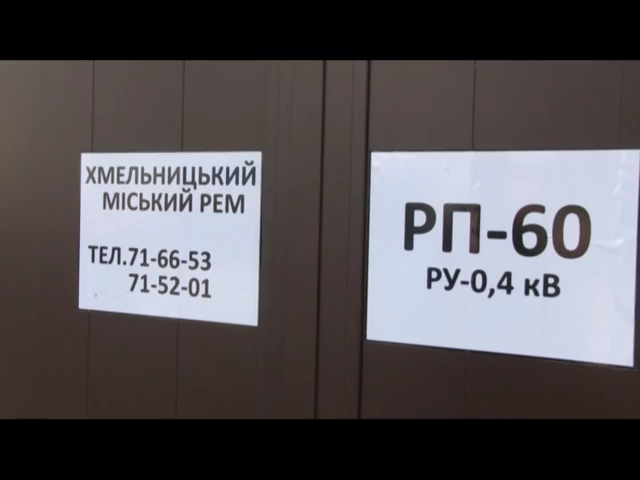 ХМЕЛЬНИЦЬКИЙ
МІСЬКИЙ РЕМ
ТЕЛ.71-66-53
71-52-01
РП-60
РУ-0,4 кВ